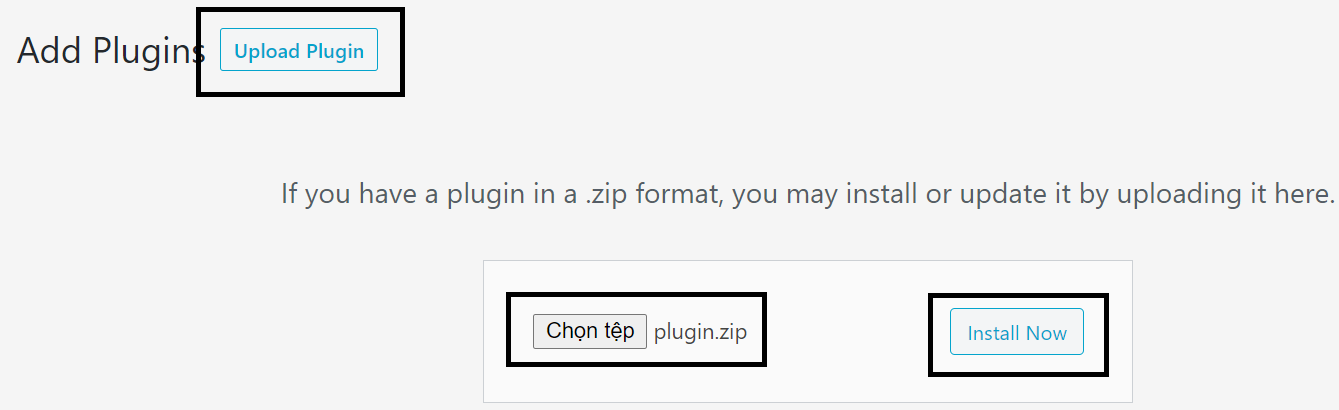 Add Plugins Upload Plugin
If you have a plugin in a .zip format, you may install or update it by uploading it here.
Chọn tệp plugin.zip Install Now